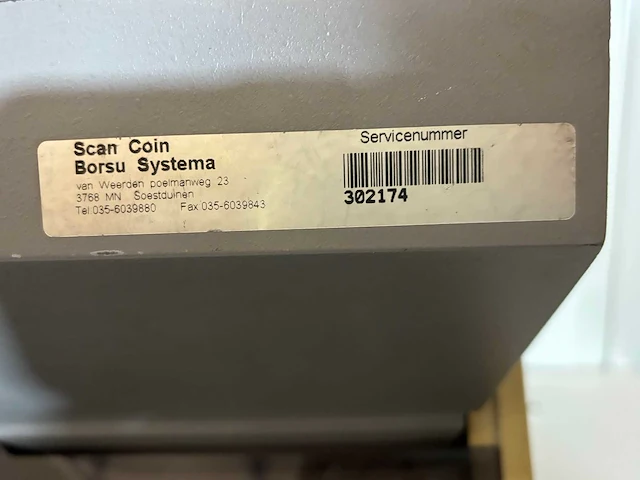 Scan Coin
Borsu Systema
van Weerden poelmanweg 23
3768 MN Soestduinen
Tel.035-6039880 Fax.035-6039843
Servicenummer
302174